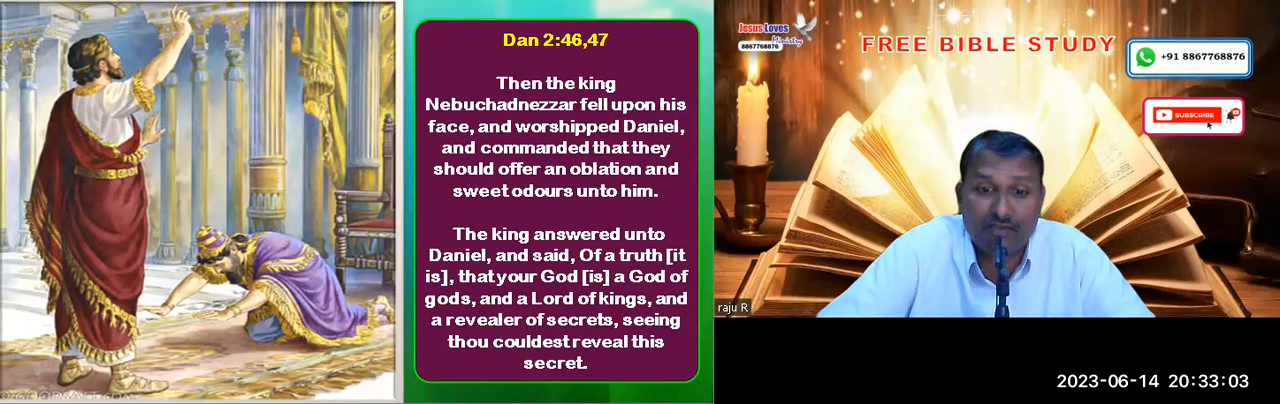 Dan 2:46,47
Then the king
Nebuchadnezzar fell upon his
face, and worshipped Daniel,
and commanded that they
should offer an oblation and
sweet odours unto him.
The king answered unto
Daniel, and said, Of a truth [it
is], that your God [is] a God of
gods, and a Lord of kings, and
a revealer of secrets, seeing
thou couldest reveal this
secret.
Jesus Loves
Ministry
8867768876
FREE BIBLE STUDY
+91 8867768876
SUBSCRIBE
raju R
2023-06-14 20:33:03